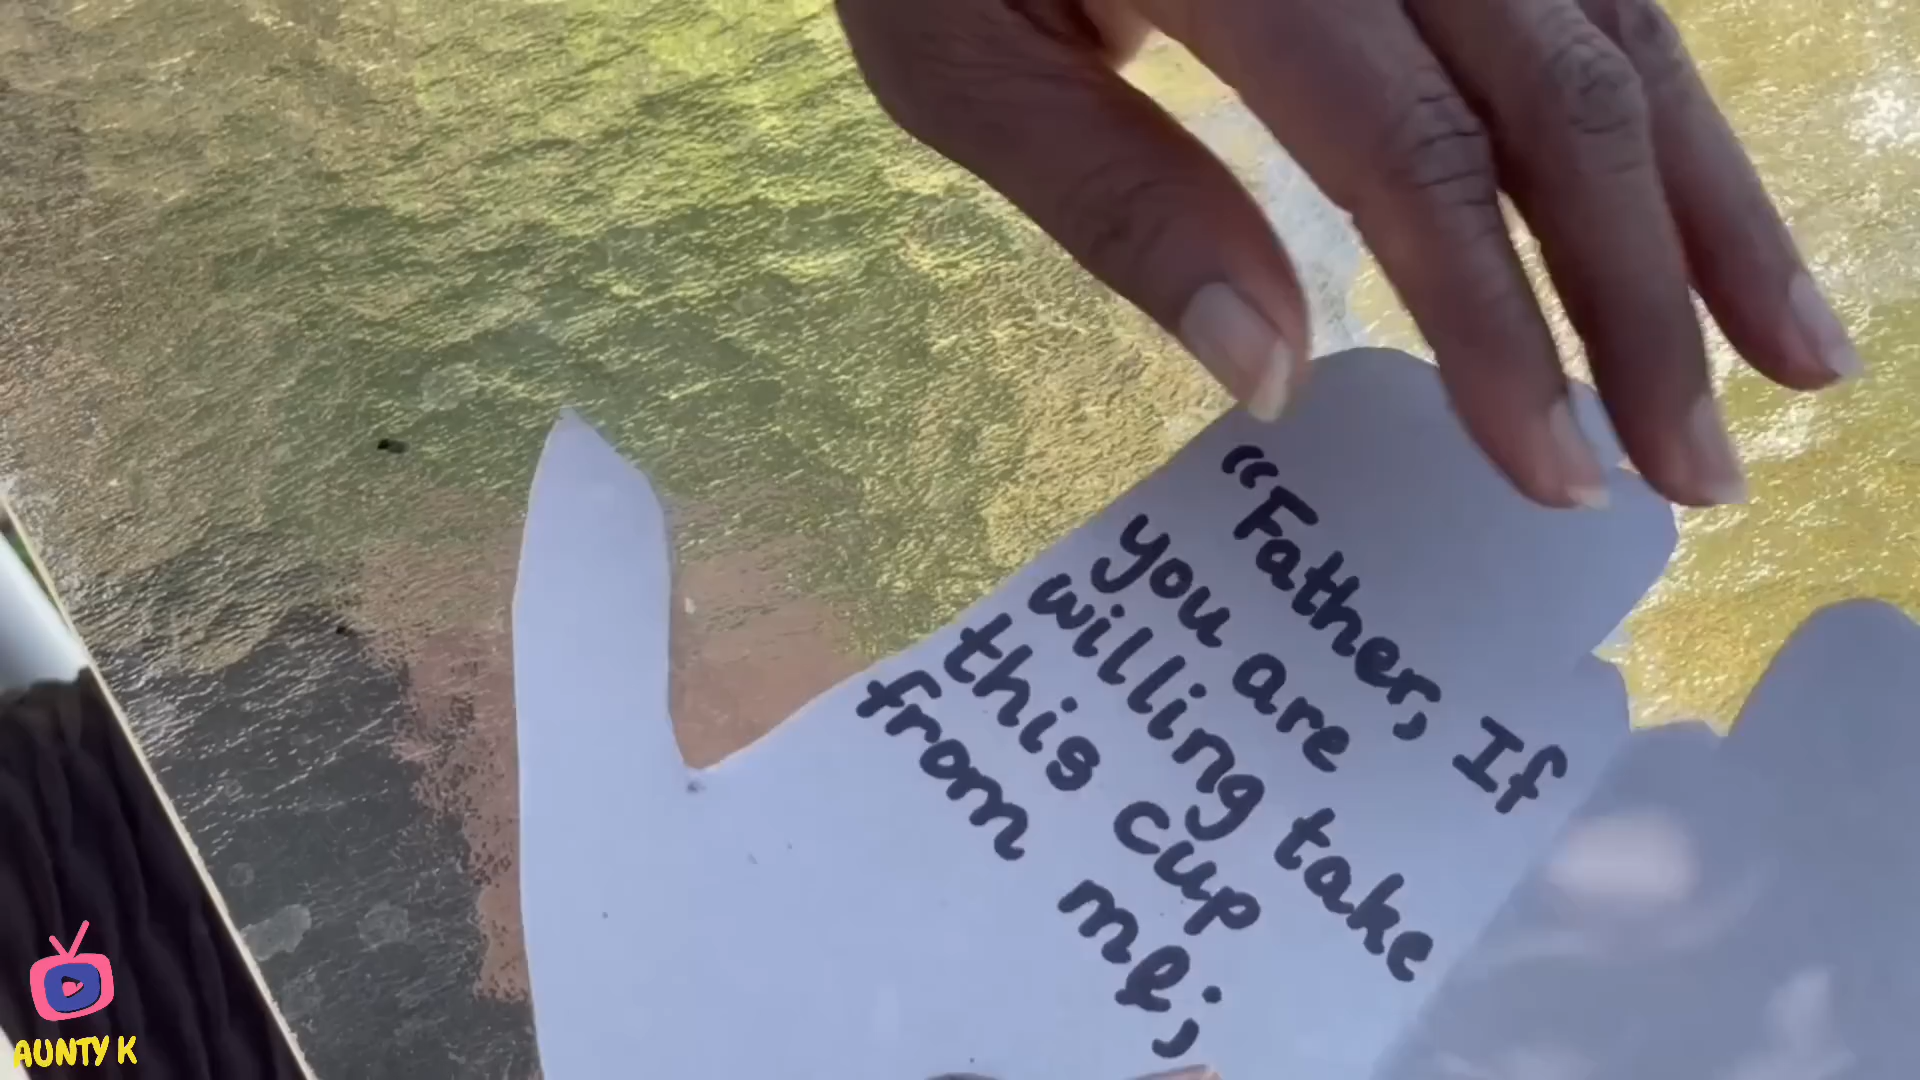 “Father, If
you are
willing take
this cup
from me;
AUNTY K